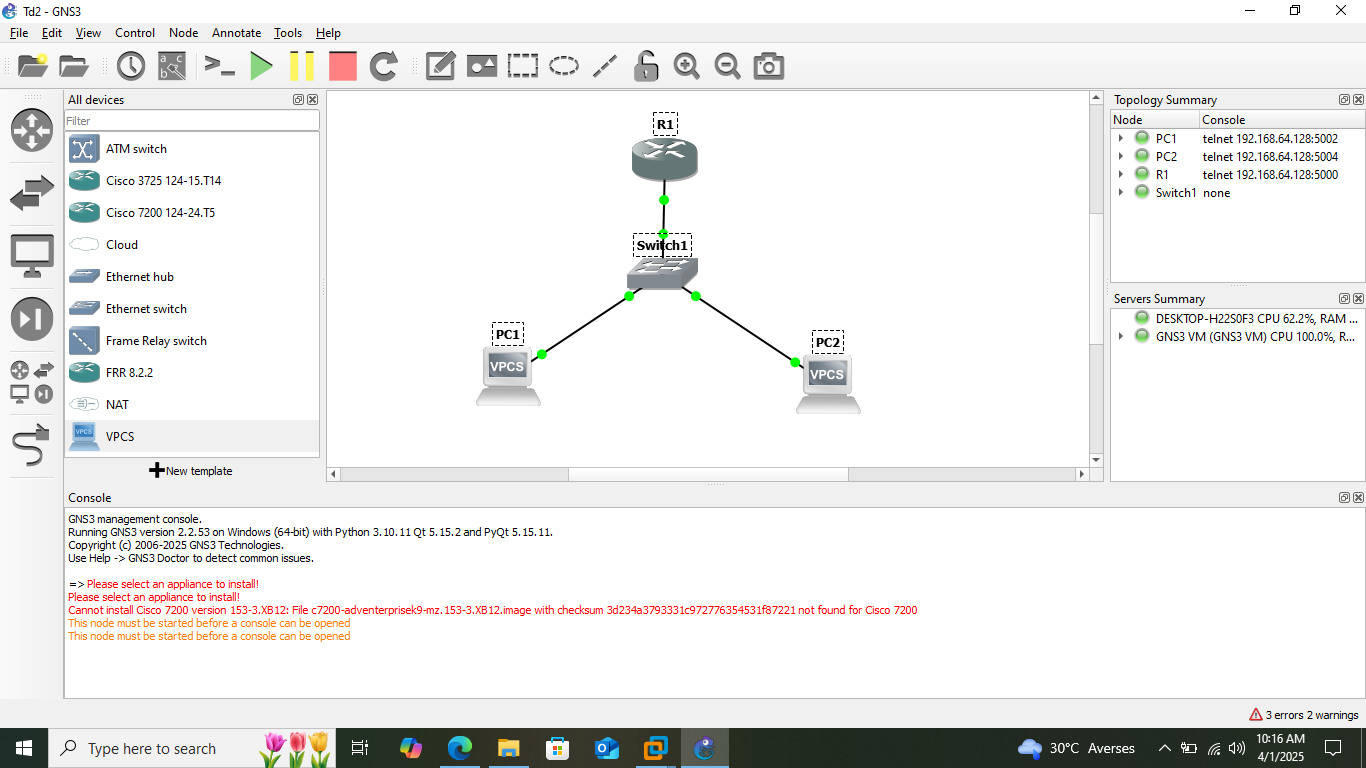 Td2 - GNS3
File Edit View Control Node Annotate Tools Help
All devices
Filter
ATM switch
Cisco 3725 124-15.T14
Cisco 7200 124-24.T5
Cloud
Ethernet hub
Ethernet switch
Frame Relay switch
FRR 8.2.2
NAT
VPCS
New template
R1
Switch1
PC1
VPCS
PC2
VPCS
Topology Summary
Node Console
PC1 telnet 192.168.64.128:5002
PC2 telnet 192.168.64.128:5004
R1 telnet 192.168.64.128:5000
Switch1 none
Servers Summary
DESKTOP-H22S0F3 CPU 62.2%, RAM ...
GNS3 VM (GNS3 VM) CPU 100.0%, R...
Console
GNS3 management console.
Running GNS3 version 2.2.53 on Windows (64-bit) with Python 3.10.11 Qt 5.15.2 and PyQt 5.15.11.
Copyright (c) 2006-2025 GNS3 Technologies.
Use Help -> GNS3 Doctor to detect common issues.
=> Please select an appliance to install!
Please select an appliance to install!
Cannot install Cisco 7200 version 153-3.XB12: File c7200-adventerprisek9-mz.153-3.XB12.image with checksum 3d234a3793331c972776354531f87221 not found for Cisco 7200
This node must be started before a console can be opened
This node must be started before a console can be opened
3 errors 2 warnings
Type here to search
30°C Averses
10:16 AM
4/1/2025